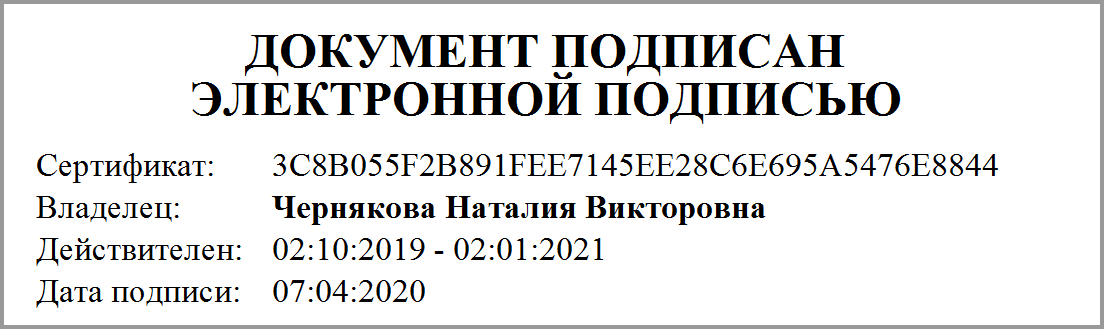 ДОКУМЕНТ ПОДПИСАН
ЭЛЕКТРОННОЙ ПОДПИСЬЮ
Сертификат: 3C8B055F2B891FEE7145EE28C6E695A5476E8844
Владелец: Чернякова Наталия Викторовна
Действителен: 02:10:2019 - 02:01:2021
Дата подписи: 07:04:2020